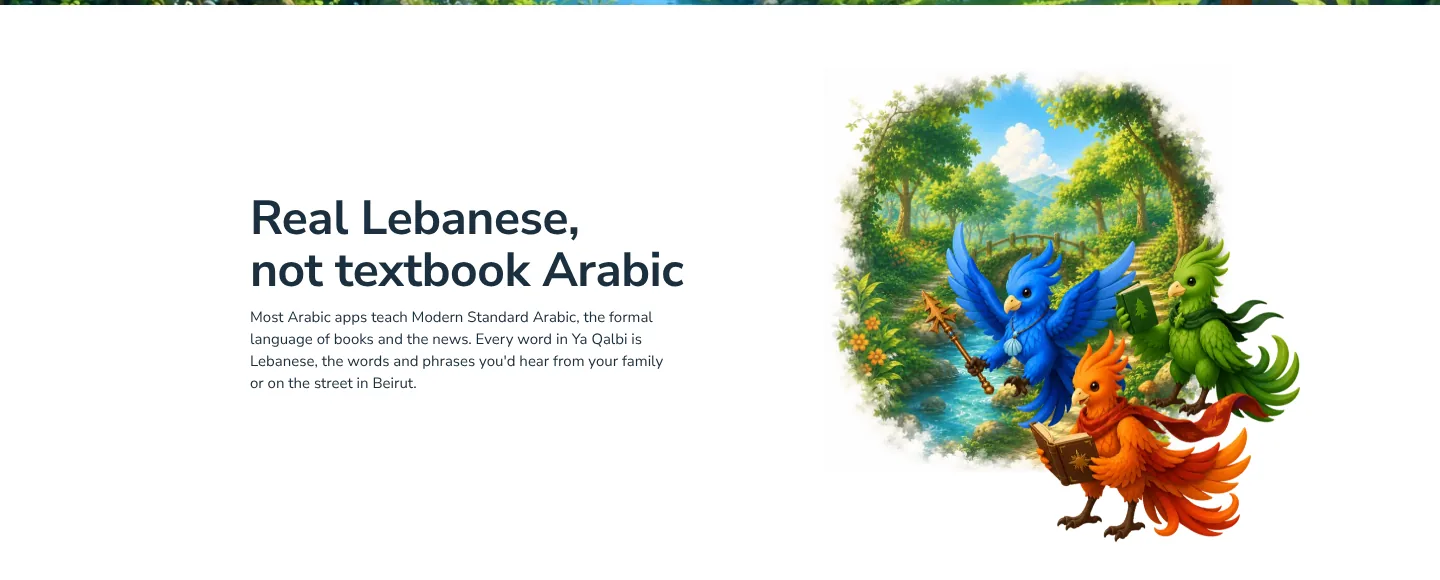 Real Lebanese,
not textbook Arabic
Most Arabic apps teach Modern Standard Arabic, the formal
language of books and the news. Every word in Ya Qalbi is
Lebanese, the words and phrases you'd hear from your family
or on the street in Beirut.